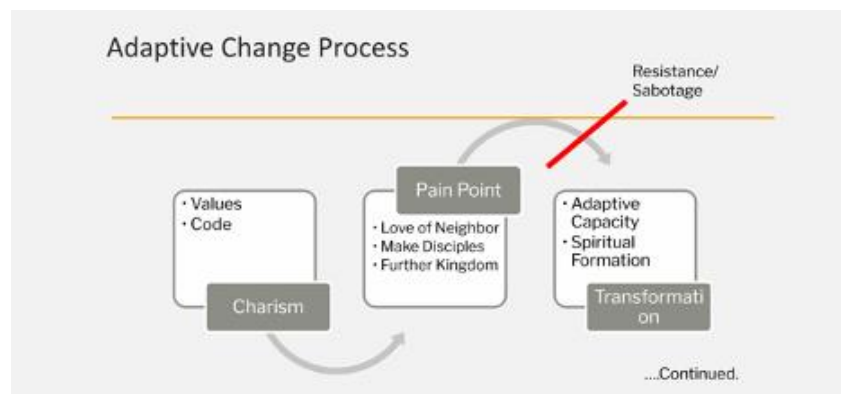 Adaptive Change Process
Resistance/
Sabotage
• Values
• Code
Charism
Pain Point
• Love of Neighbor
• Make Disciples
• Further Kingdom
• Adaptive
Capacity
• Spiritual
Formation
Transformati
on
....Continued.